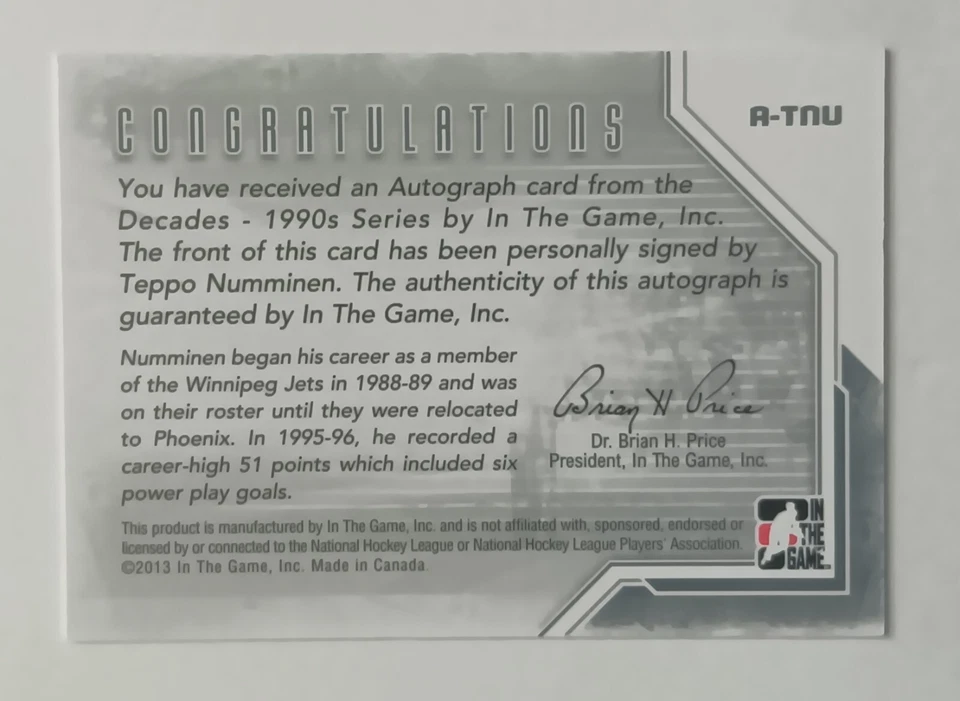 CONGRATULATIONS
A-TNU
You have received an Autograph card from the
Decades - 1990s Series by In The Game, Inc.
The front of this card has been personally signed by
Teppo Numminen. The authenticity of this autograph is
guaranteed by In The Game, Inc.
Numminen began his career as a member
of the Winnipeg Jets in 1988-89 and was
on their roster until they were relocated
to Phoenix. In 1995-96, he recorded a
career-high 51 points which included six
power play goals.
Brian H Price
Dr. Brian H. Price
President, In The Game, Inc.
This product is manufactured by In The Game, Inc. and is not affiliated with, sponsored, endorsed or
licensed by or connected to the National Hockey League or National Hockey League Players' Association.
©2013 In The Game, Inc. Made in Canada.
IN
THE
GAME